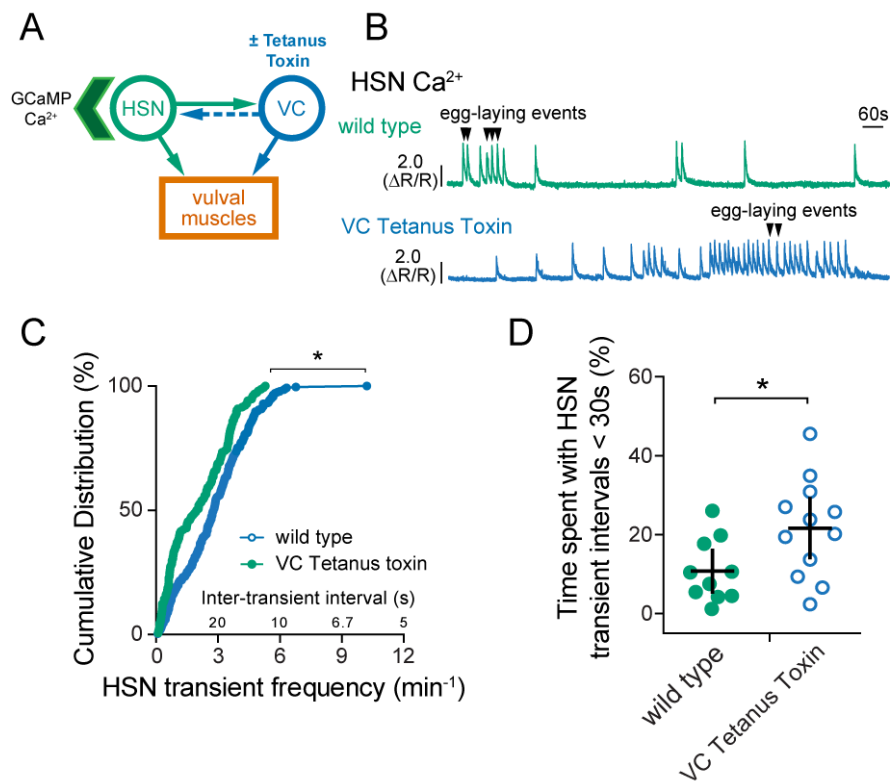 A
± Tetanus
Toxin
GCaMP
Ca²⁺
HSN
VC
vulval
muscles
B
HSN Ca²⁺
egg-laying events
wild type
60s
2.0
(ΔR/R)
egg-laying events
VC Tetanus Toxin
2.0
(ΔR/R)
C
*
Cumulative Distribution (%)
100
50
0
wild type
VC Tetanus toxin
Inter-transient interval (s)
20 10 6.7 5
0 3 6 9 12
HSN transient frequency (min⁻¹)
D
Time spent with HSN
transient intervals < 30s (%)
60
40
20
0
*
wild type
VC Tetanus Toxin